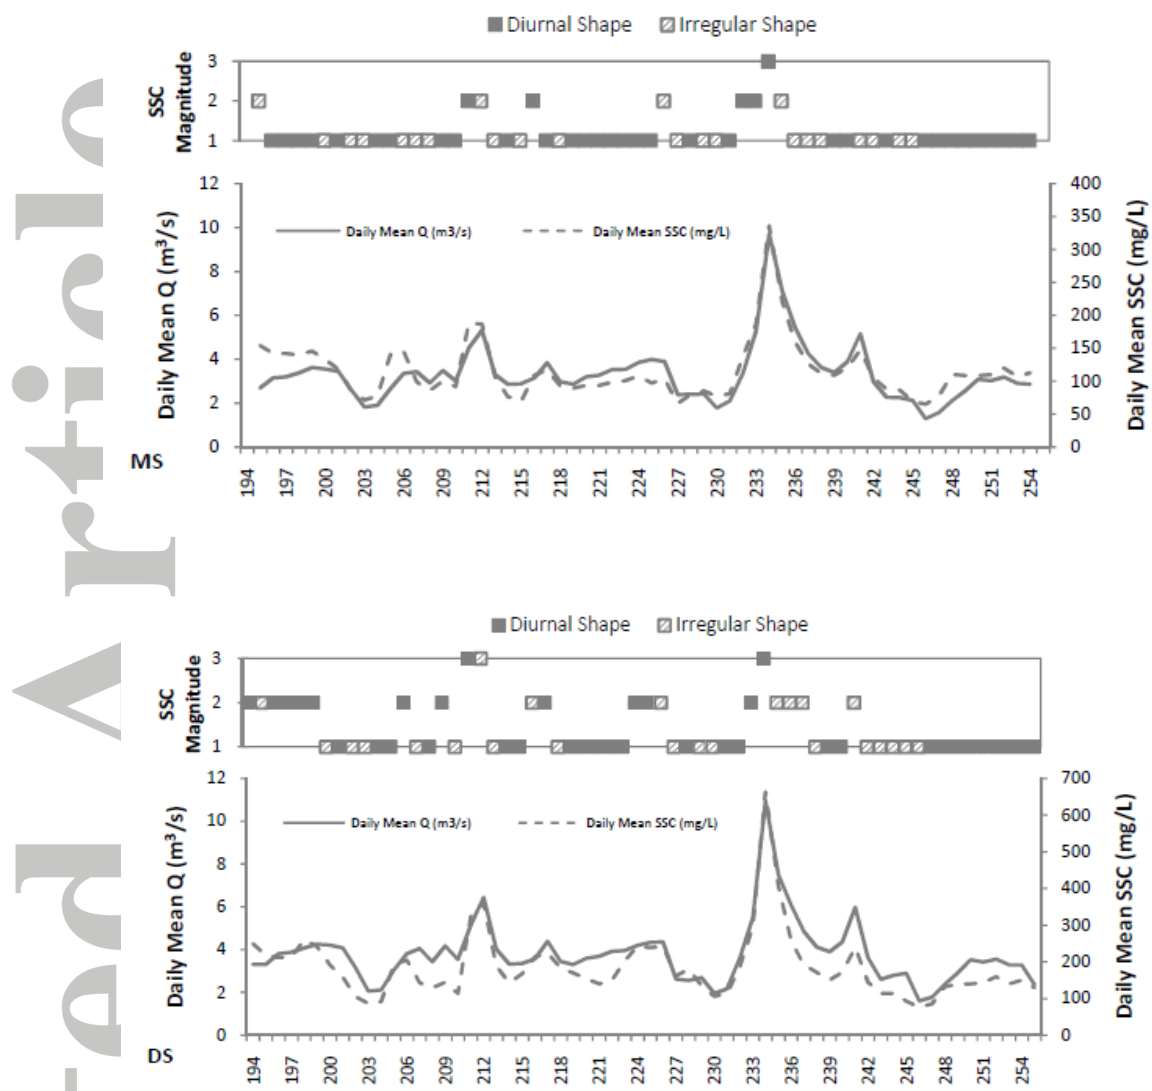 Diurnal Shape Irregular Shape
SSC Magnitude
3
2
1
Daily Mean Q (m³/s)
12
10
8
6
4
2
0
Daily Mean Q (m3/s) Daily Mean SSC (mg/L)
400
350
300
250
200
150
100
50
0
Daily Mean SSC (mg/L)
MS
194 197 200 203 206 209 212 215 218 221 224 227 230 233 236 239 242 245 248 251 254
Diurnal Shape Irregular Shape
SSC Magnitude
3
2
1
Daily Mean Q (m³/s)
12
10
8
6
4
2
0
Daily Mean Q (m3/s) Daily Mean SSC (mg/L)
700
600
500
400
300
200
100
0
Daily Mean SSC (mg/L)
DS
194 197 200 203 206 209 212 215 218 221 224 227 230 233 236 239 242 245 248 251 254
ed Article